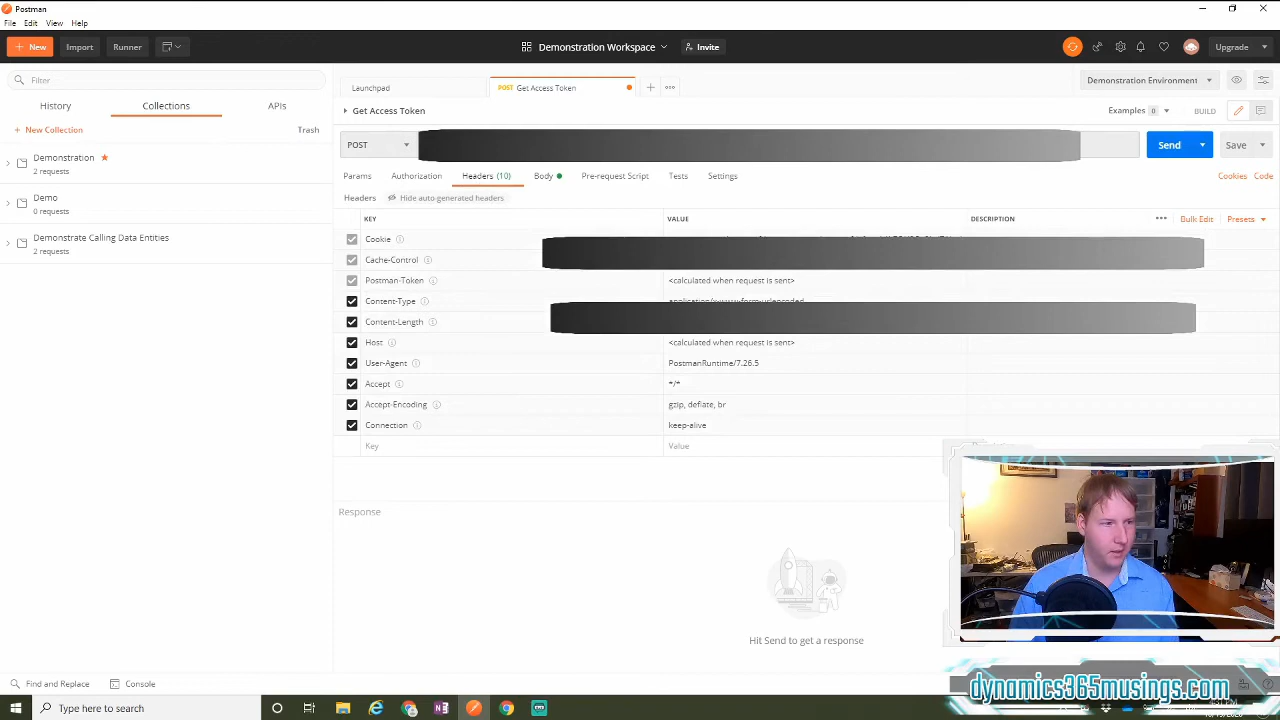 Postman
File Edit View Help
New Import Runner Demonstration Workspace Invite Upgrade
Filter
Launchpad POST Get Access Token Demonstration Environment
History Collections APIs
Get Access Token Examples 0 BUILD
+ New Collection Trash
POST Send Save
Demonstration
2 requests
Params Authorization Headers (10) Body Pre-request Script Tests Settings Cookies Code
Demo
0 requests
Headers Hide auto-generated headers
KEY VALUE DESCRIPTION Bulk Edit Presets
Demonstrate Calling Data Entities
2 requests
Cookie
Cache-Control
Postman-Token <calculated when request is sent>
Content-Type
Content-Length
Host <calculated when request is sent>
User-Agent PostmanRuntime/7.26.5
Accept */*
Accept-Encoding gzip, deflate, br
Connection keep-alive
Key Value
Response
Hit Send to get a response
Find and Replace Console
dynamics365musings.com
Type here to search